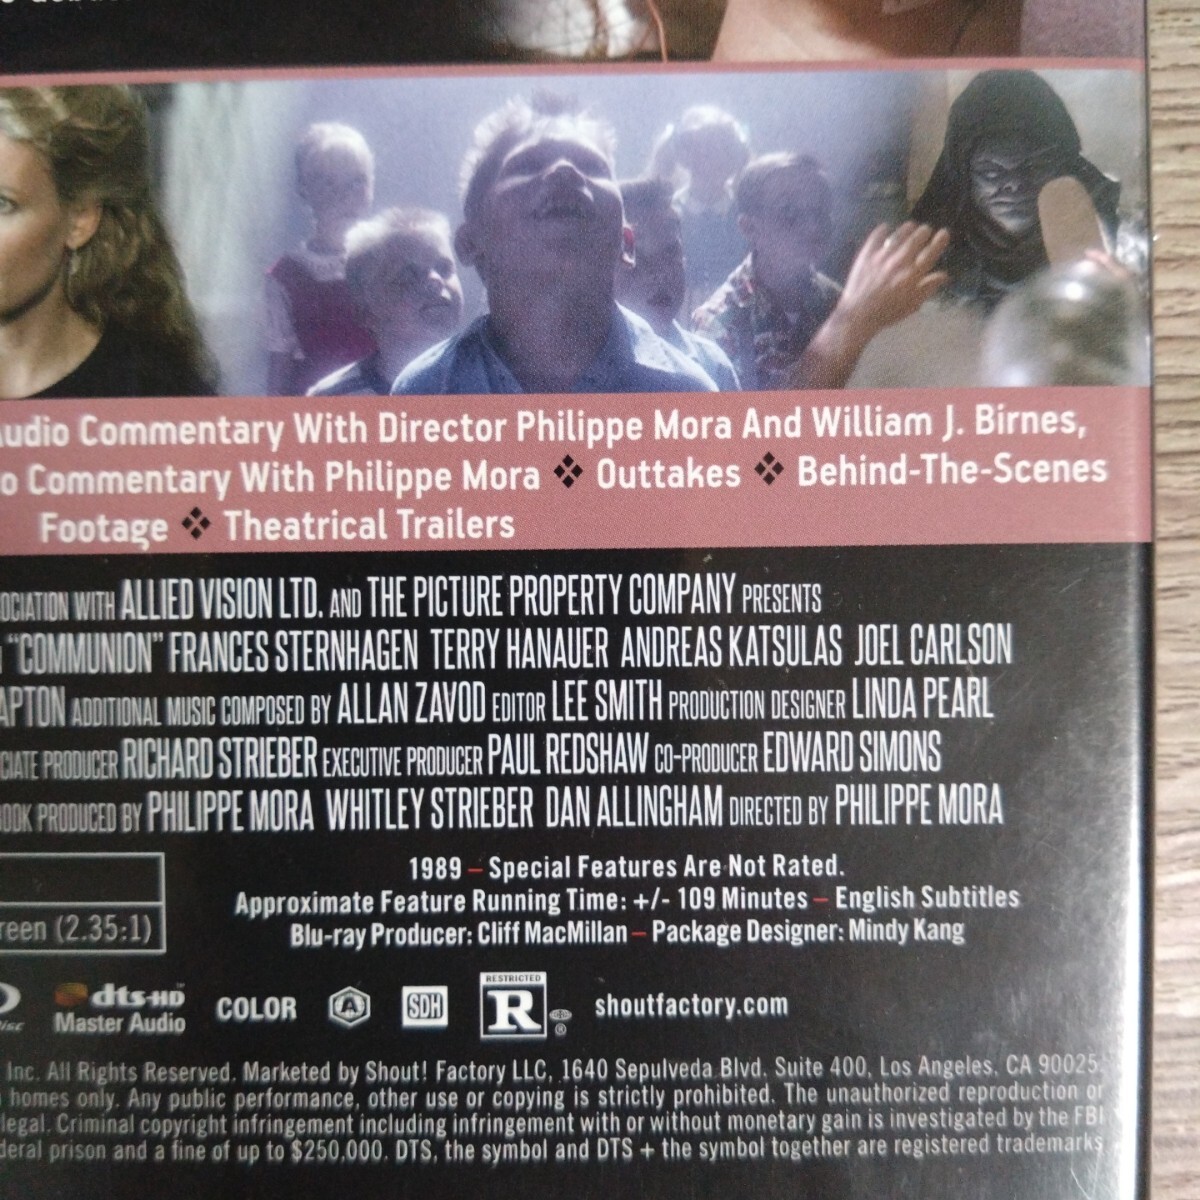 Audio Commentary With Director Philippe Mora And William J. Birnes,
Commentary With Philippe Mora ❖ Outtakes ❖ Behind-The-Scenes
Footage ❖ Theatrical Trailers
WITH ALLIED VISION LTD. AND THE PICTURE PROPERTY COMPANY PRESENTS
"COMMUNION" FRANCES STERNHAGEN TERRY HANAUER ANDREAS KATSULAS JOEL CARLSON
ADDITIONAL MUSIC COMPOSED BY ALLAN ZAVOD EDITOR LEE SMITH PRODUCTION DESIGNER LINDA PEARL
PRODUCER RICHARD STRIEBER EXECUTIVE PRODUCER PAUL REDSHAW CO-PRODUCER EDWARD SIMONS
PRODUCED BY PHILIPPE MORA WHITLEY STRIEBER DAN ALLINGHAM DIRECTED BY PHILIPPE MORA
1989 – Special Features Are Not Rated.
Approximate Feature Running Time: +/- 109 Minutes – English Subtitles
(2.35:1)
Blu-ray Producer: Cliff MacMillan – Package Designer: Mindy Kang
dts-HD
Master Audio
COLOR
A
SDH
RESTRICTED
R
®
shoutfactory.com
Inc. All Rights Reserved. Marketed by Shout! Factory LLC, 1640 Sepulveda Blvd. Suite 400, Los Angeles, CA 90025.
homes only. Any public performance, other use or copying is strictly prohibited. The unauthorized reproduction or
Criminal copyright infringement including infringement with or without monetary gain is investigated by the FBI
prison and a fine of up to $250,000. DTS, the symbol and DTS + the symbol together are registered trademarks